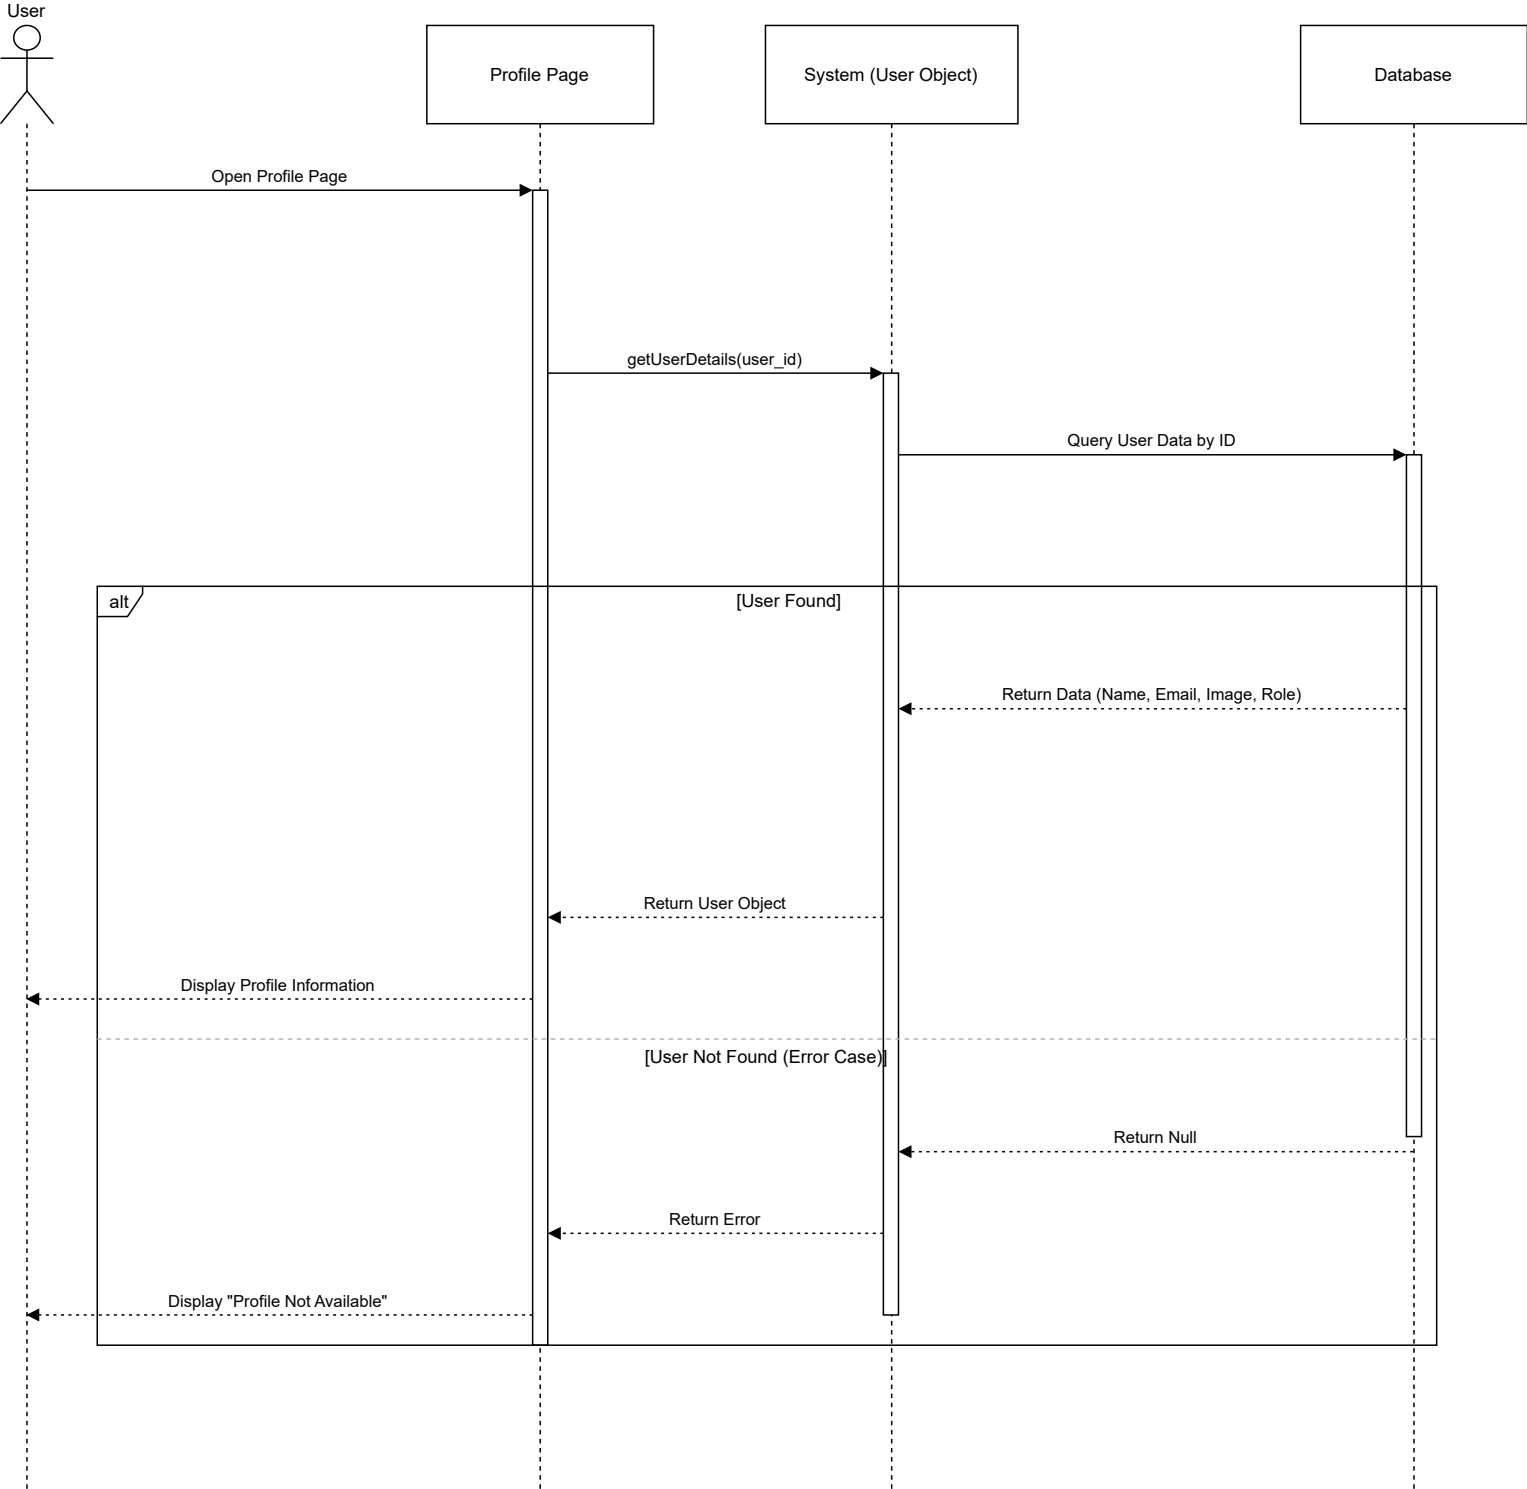 User
Profile Page
System (User Object)
Database
Open Profile Page
getUserDetails(user_id)
Query User Data by ID
alt
[User Found]
Return Data (Name, Email, Image, Role)
Return User Object
Display Profile Information
[User Not Found (Error Case)]
Return Null
Return Error
Display "Profile Not Available"